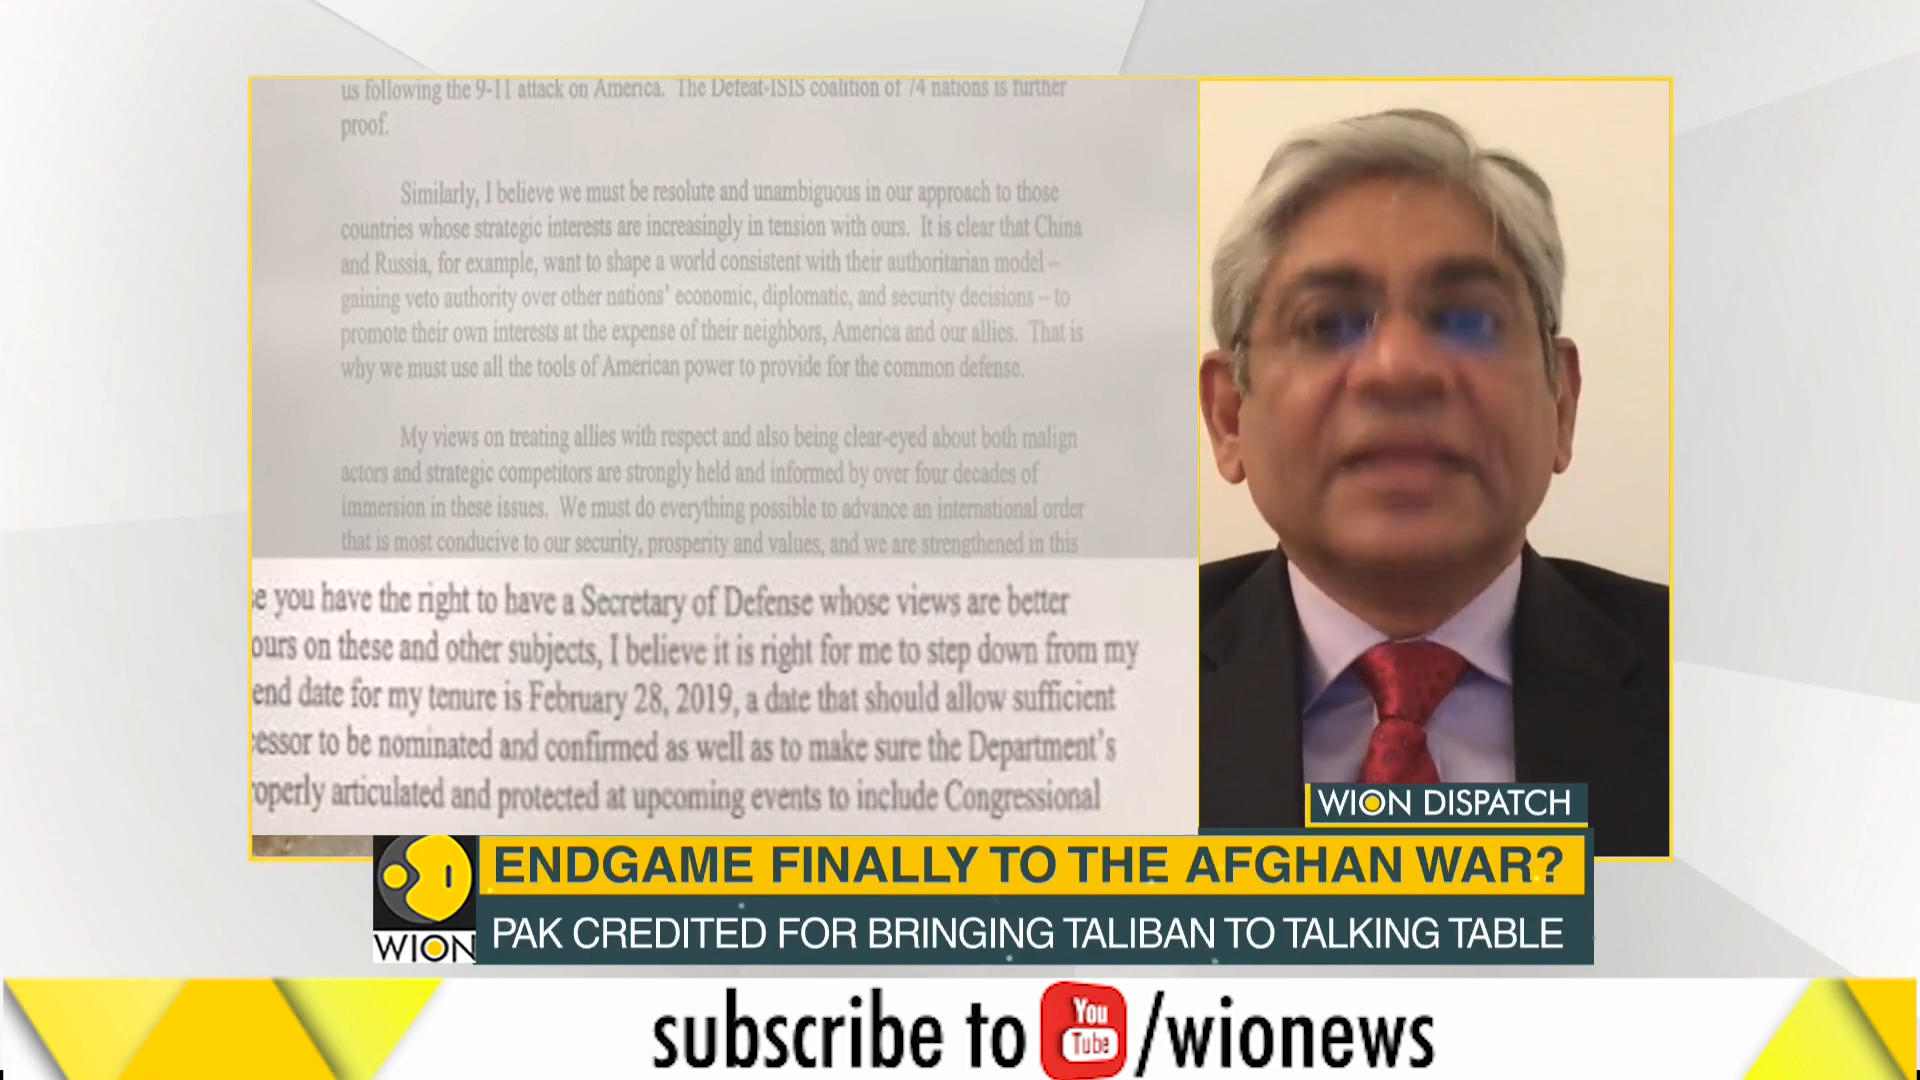 us following the 9-11 attack on America. The Defeat-ISIS coalition of 74 nations is further
proof.
Similarly, I believe we must be resolute and unambiguous in our approach to those
countries whose strategic interests are increasingly in tension with ours. It is clear that China
and Russia, for example, want to shape a world consistent with their authoritarian model –
gaining veto authority over other nations' economic, diplomatic, and security decisions – to
promote their own interests at the expense of their neighbors, America and our allies. That is
why we must use all the tools of American power to provide for the common defense.
My views on treating allies with respect and also being clear-eyed about both malign
actors and strategic competitors are strongly held and informed by over four decades of
immersion in these issues. We must do everything possible to advance an international order
that is most conducive to our security, prosperity and values, and we are strengthened in this
e you have the right to have a Secretary of Defense whose views are better
ours on these and other subjects, I believe it is right for me to step down from my
end date for my tenure is February 28, 2019, a date that should allow sufficient
essor to be nominated and confirmed as well as to make sure the Department's
operly articulated and protected at upcoming events to include Congressional
WION DISPATCH
ENDGAME FINALLY TO THE AFGHAN WAR?
PAK CREDITED FOR BRINGING TALIBAN TO TALKING TABLE
WION
subscribe to You Tube /wionews